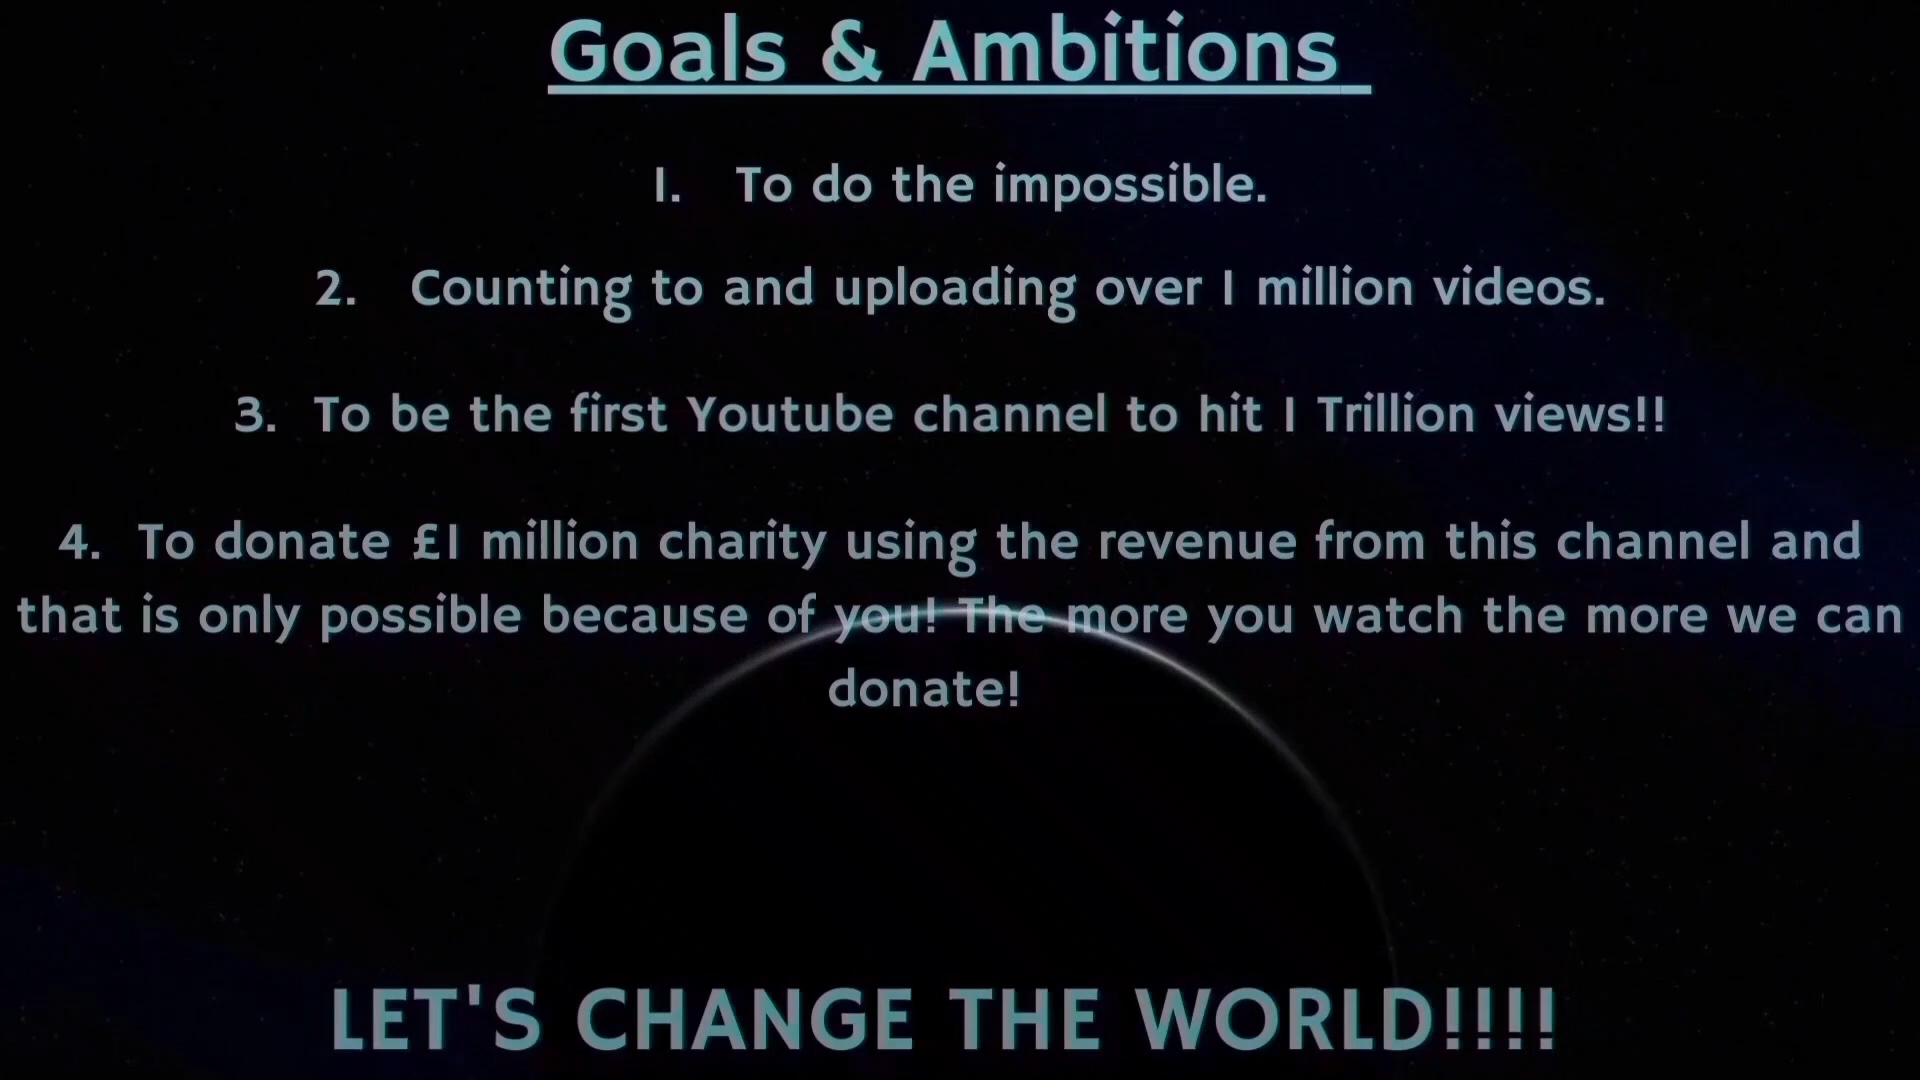 Goals & Ambitions
1. To do the impossible.
2. Counting to and uploading over 1 million videos.
3. To be the first Youtube channel to hit 1 Trillion views!!
4. To donate £1 million charity using the revenue from this channel and
that is only possible because of you! The more you watch the more we can
donate!
LET'S CHANGE THE WORLD!!!!